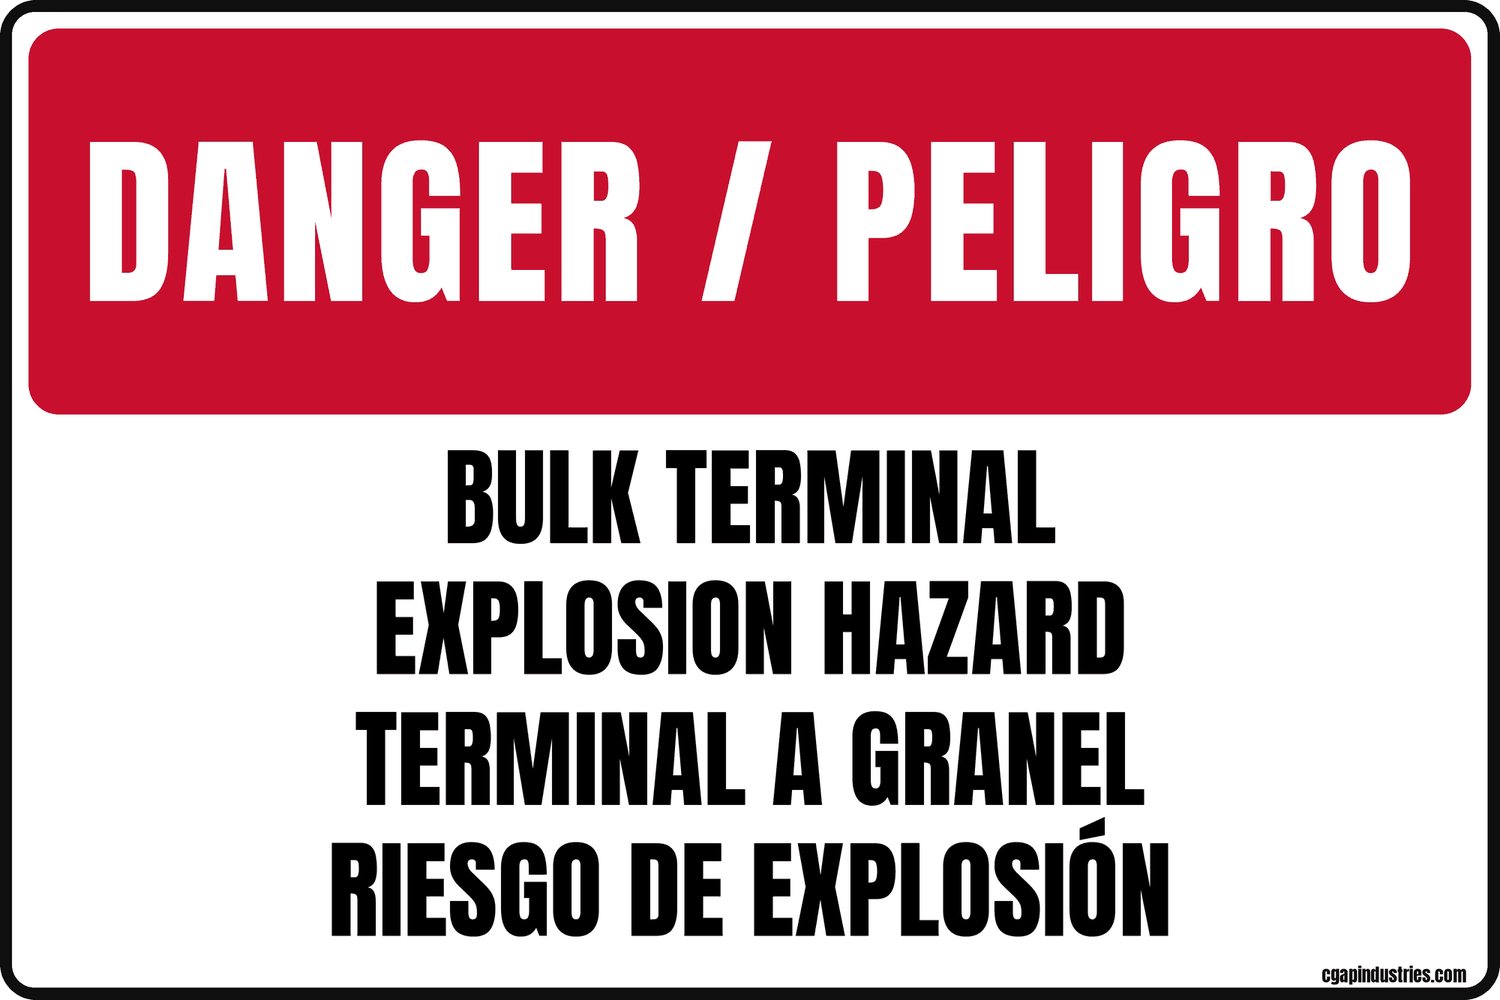 DANGER / PELIGRO
BULK TERMINAL
EXPLOSION HAZARD
TERMINAL A GRANEL
RIESGO DE EXPLOSIÓN
cgapindustries.com